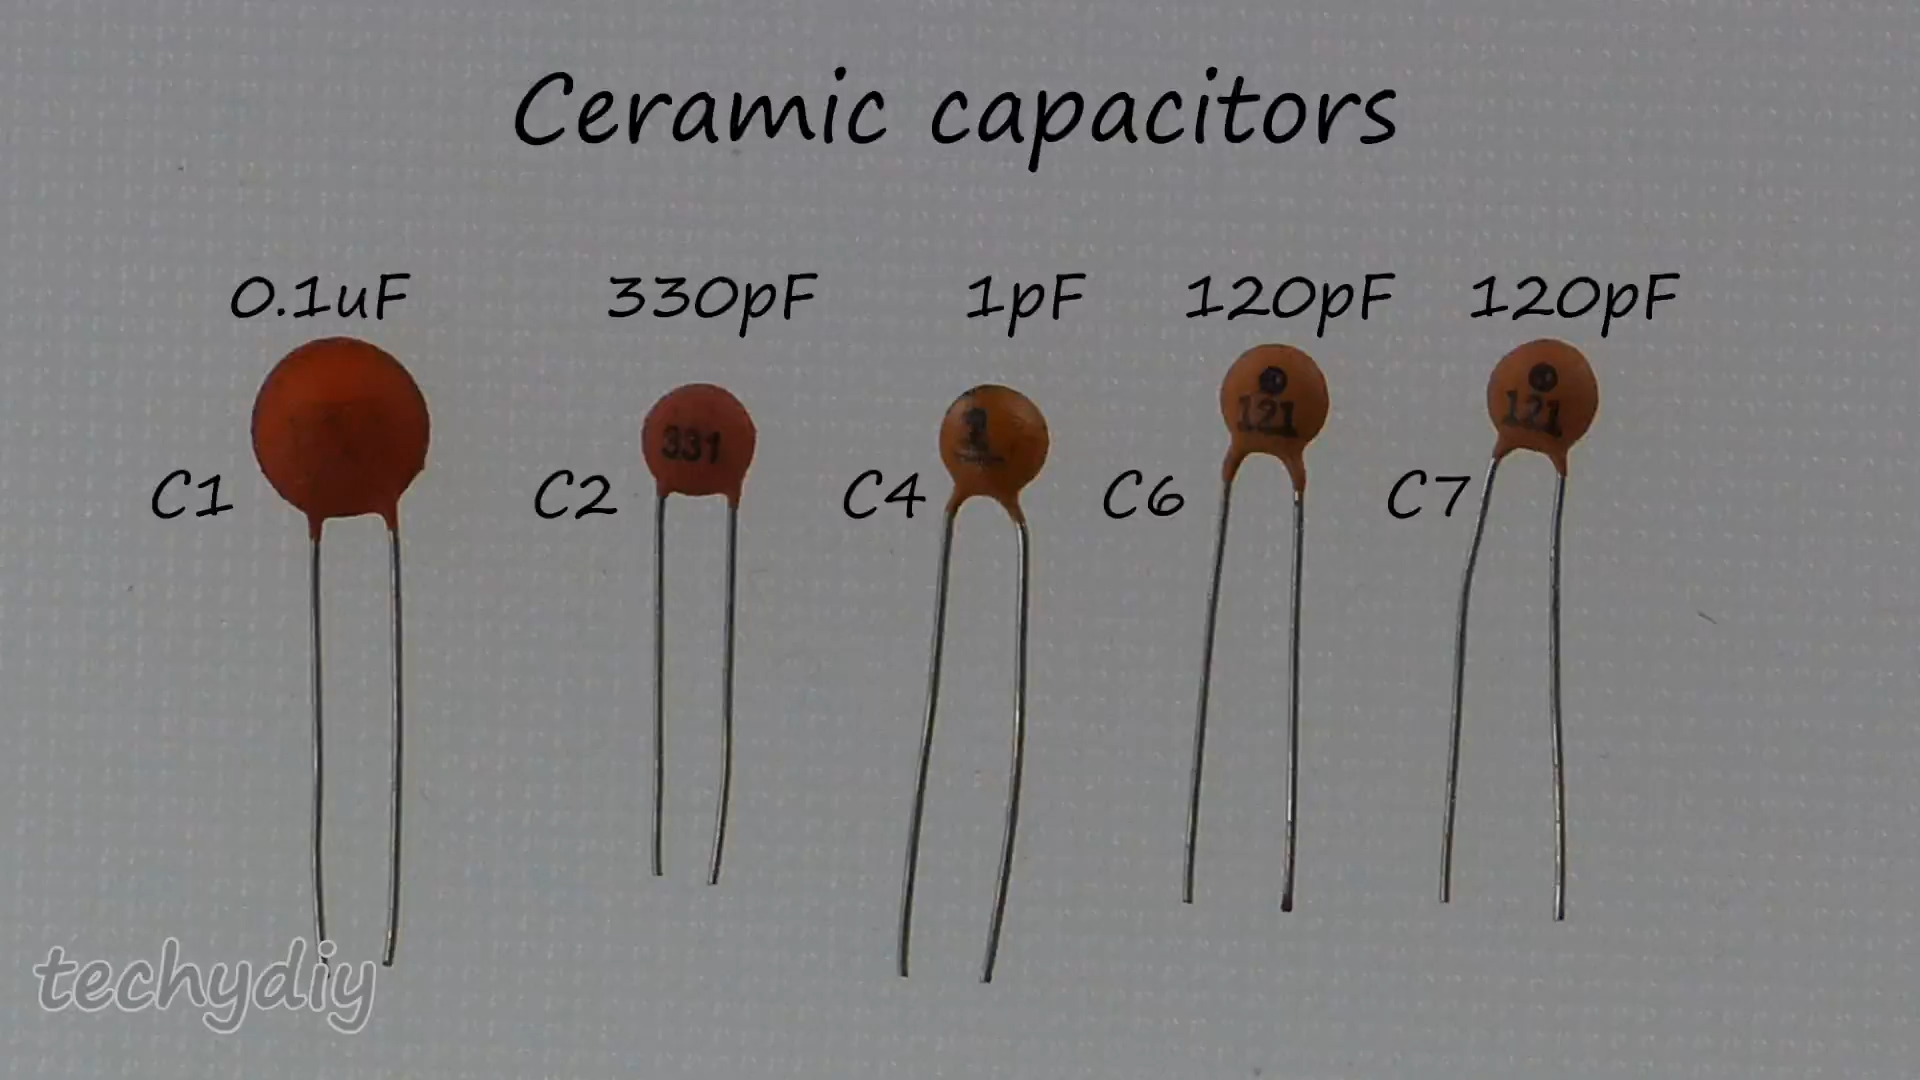 Ceramic capacitors
0.1uF 330pF 1pF 120pF 120pF
331 121 121
C1 C2 C4 C6 C7
techydiy